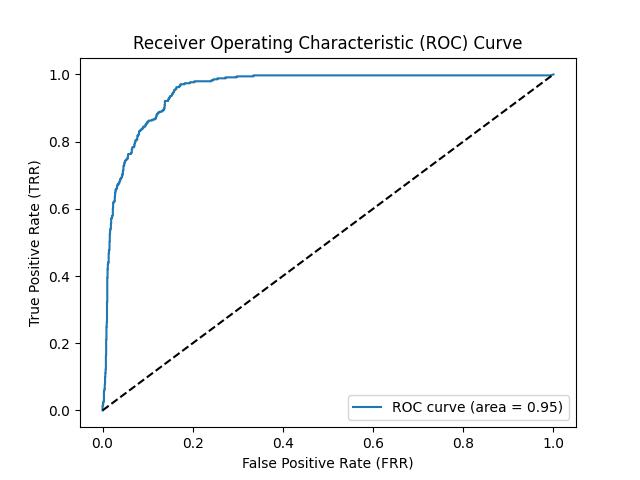 Receiver Operating Characteristic (ROC) Curve
1.0
0.8
0.6
0.4
0.2
0.0
True Positive Rate (TRR)
ROC curve (area = 0.95)
0.0 0.2 0.4 0.6 0.8 1.0
False Positive Rate (FRR)